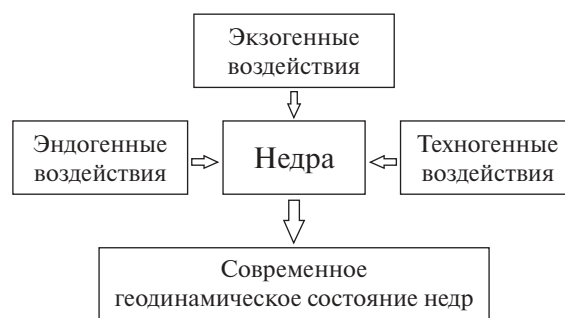 Экзогенные
воздействия
Эндогенные
воздействия
Недра
Техногенные
воздействия
Современное
геодинамическое состояние недр